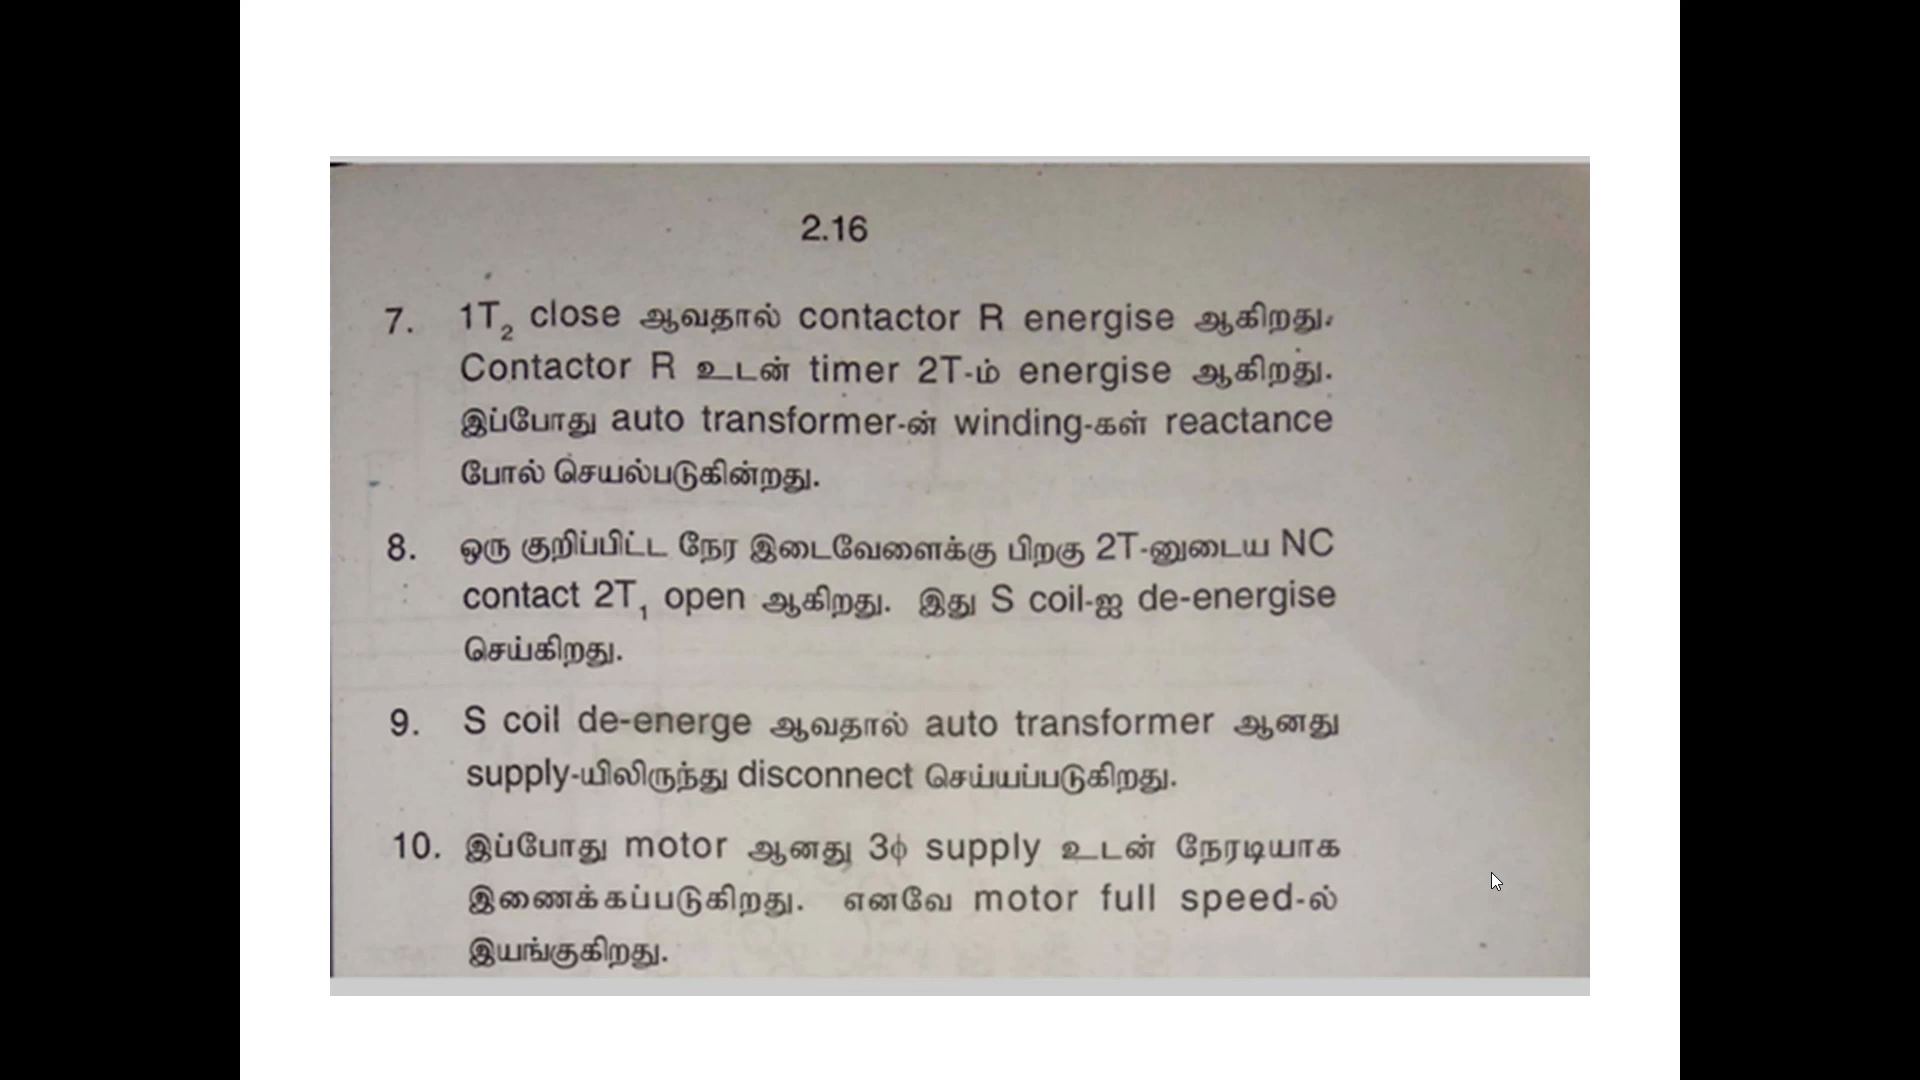 2.16
7. 1T₂ close ஆவதால் contactor R energise ஆகிறது.
Contactor R உடன் timer 2T-ம் energise ஆகிறது.
இப்போது auto transformer-ன் winding-கள் reactance
போல் செயல்படுகின்றது.
8. ஒரு குறிப்பிட்ட நேர இடைவேளைக்கு பிறகு 2T-னுடைய NC
contact 2T₁ open ஆகிறது. இது S coil-ஐ de-energise
செய்கிறது.
9. S coil de-energe ஆவதால் auto transformer ஆனது
supply-யிலிருந்து disconnect செய்யப்படுகிறது.
10. இப்போது motor ஆனது 3ϕ supply உடன் நேரடியாக
இணைக்கப்படுகிறது. எனவே motor full speed-ல்
இயங்குகிறது.